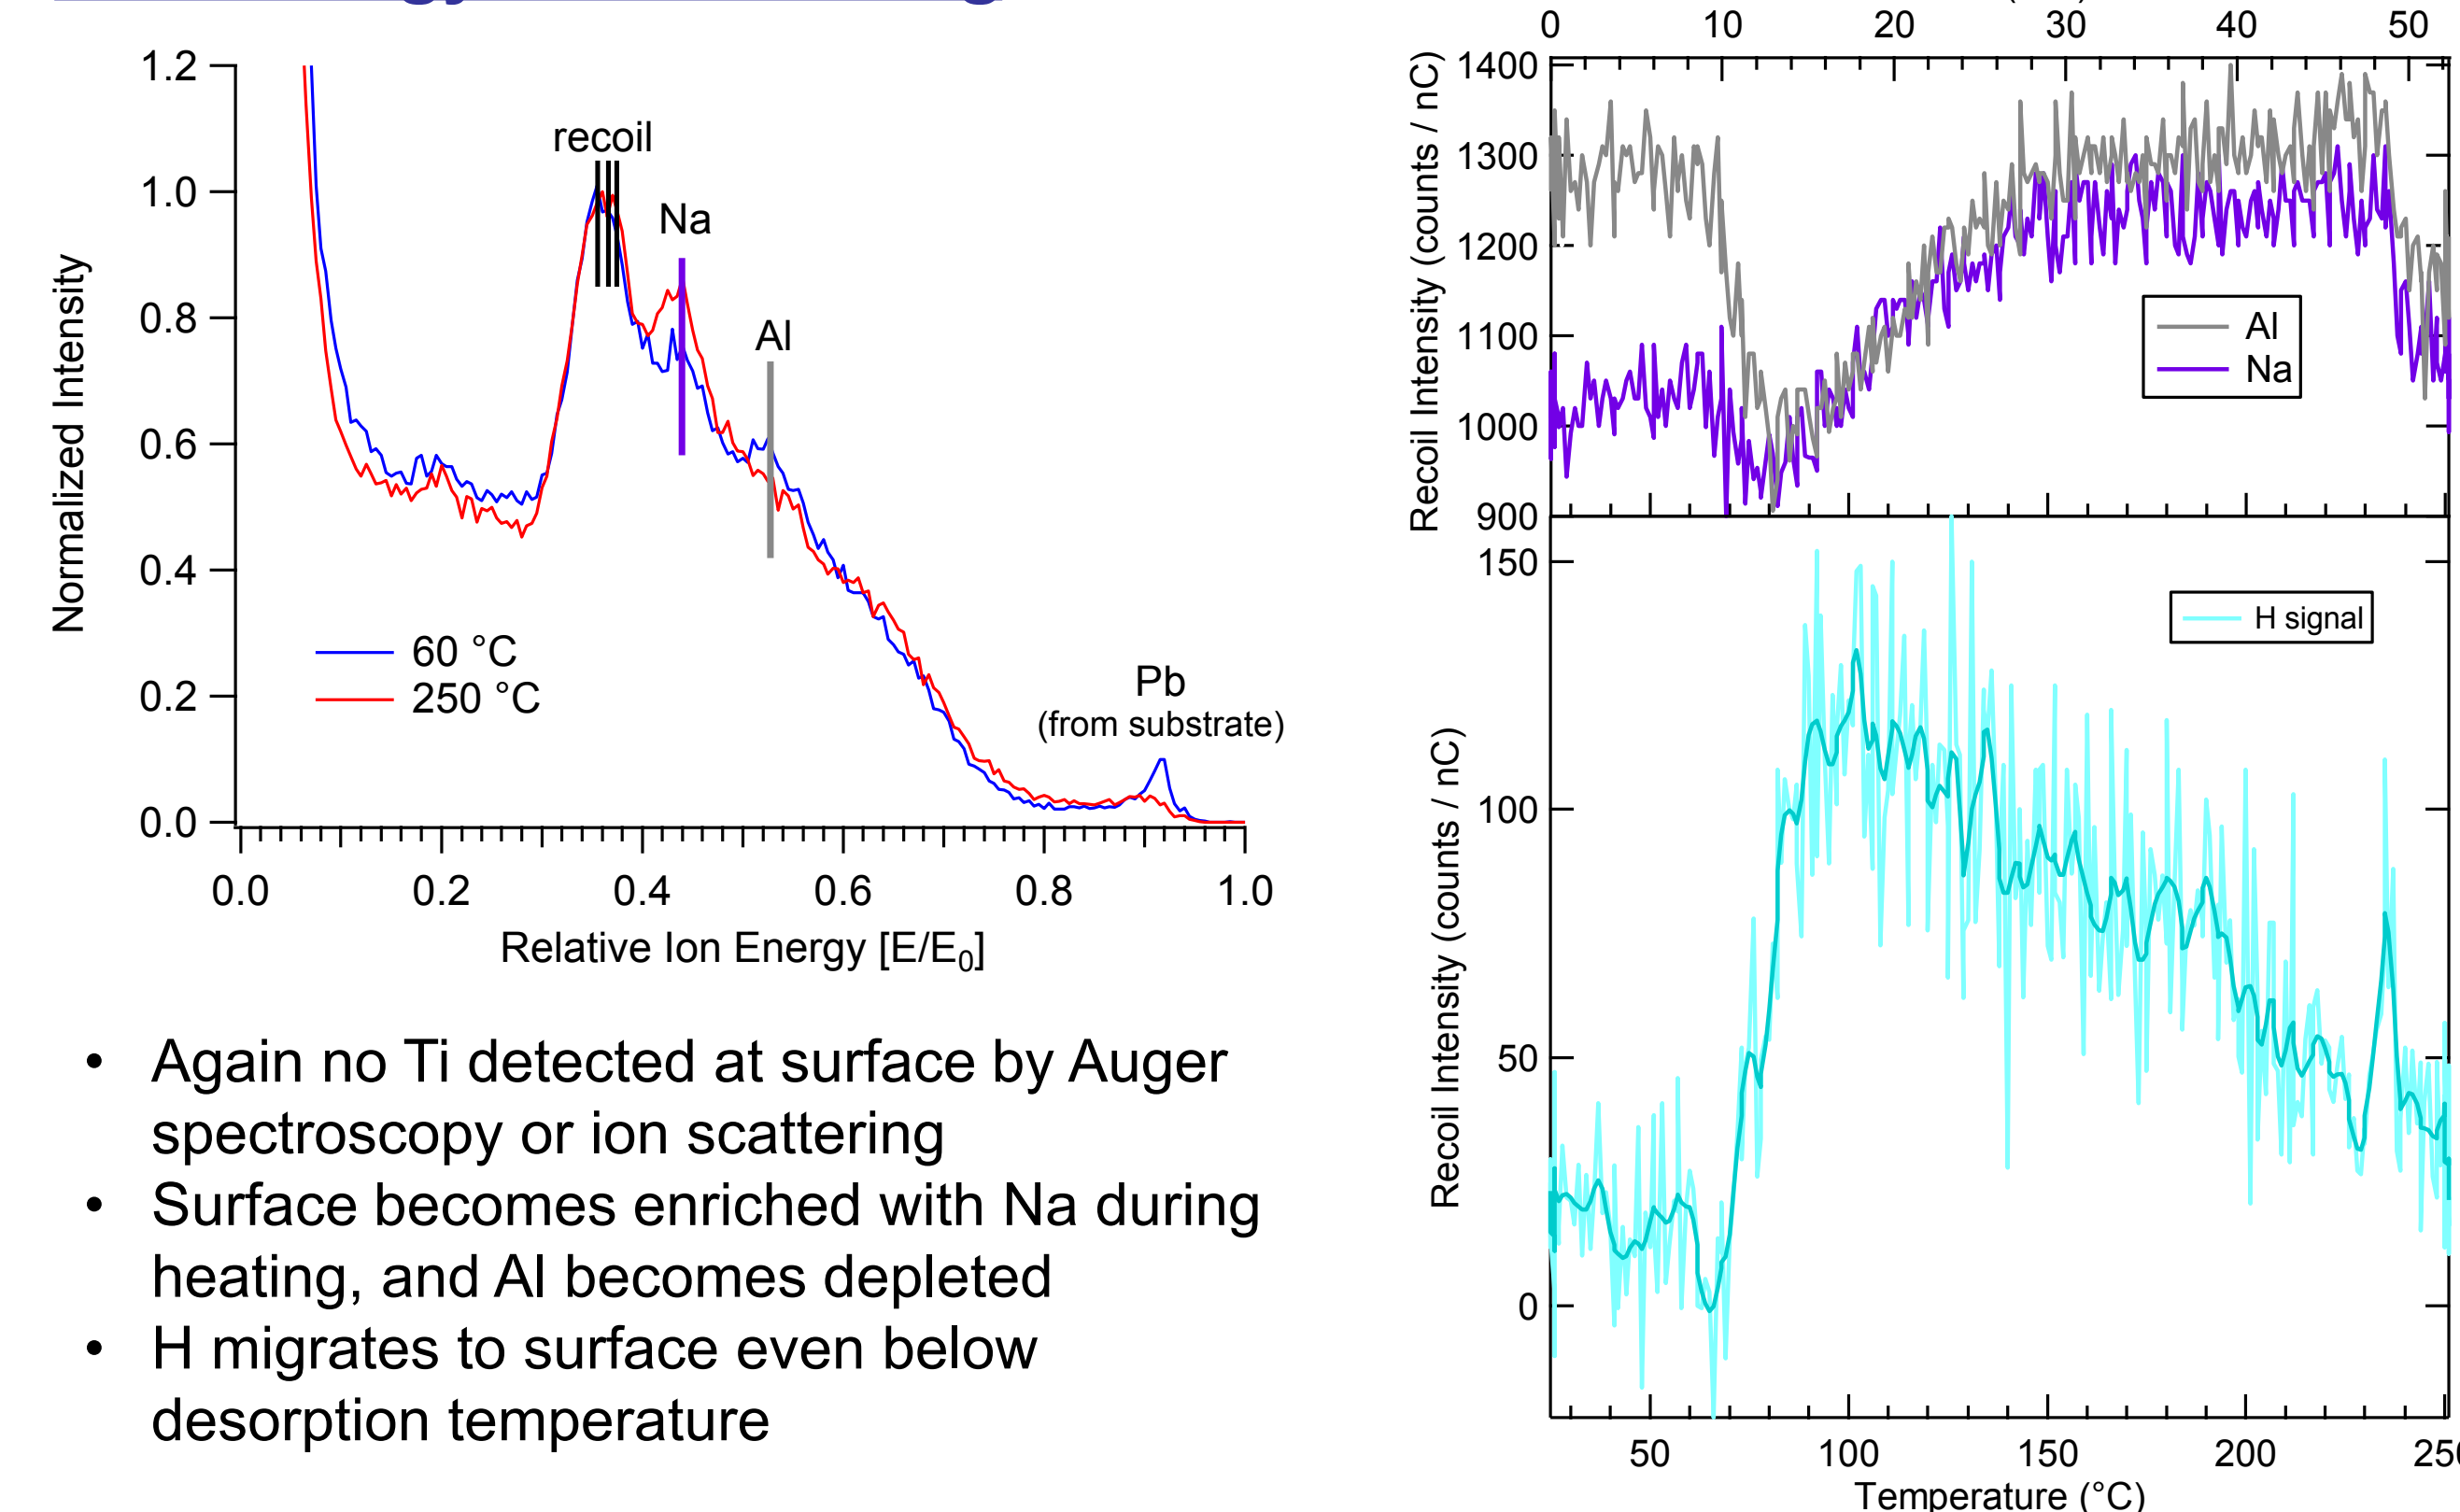 1.2
1.0
0.8
0.6
0.4
0.2
0.0
Normalized Intensity
recoil
Na
Al
60 °C
250 °C
Pb
(from substrate)
0.0 0.2 0.4 0.6 0.8 1.0
Relative Ion Energy [E/E₀]
• Again no Ti detected at surface by Auger
spectroscopy or ion scattering
• Surface becomes enriched with Na during
heating, and Al becomes depleted
• H migrates to surface even below
desorption temperature
0 10 20 30 40 50
1400
1300
1200
1100
1000
900
Recoil Intensity (counts / nC)
Al
Na
150
100
50
0
Recoil Intensity (counts / nC)
H signal
50 100 150 200 250
Temperature (°C)